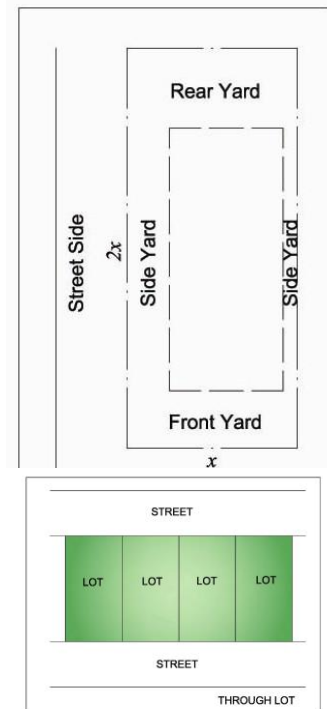 Rear Yard
Street Side
2x
Side Yard
Side Yard
Front Yard
x
STREET
LOT LOT LOT LOT
STREET
THROUGH LOT